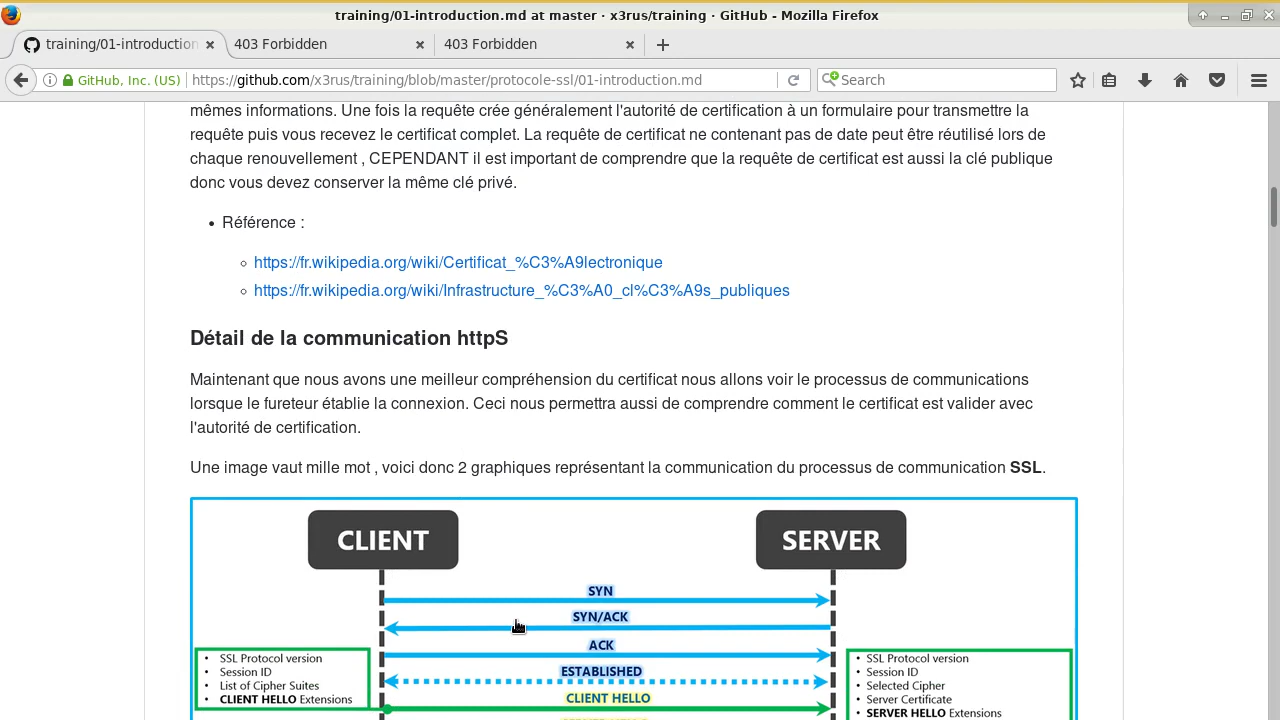 training/01-introduction.md at master · x3rus/training · GitHub - Mozilla Firefox
training/01-introduction
403 Forbidden
403 Forbidden
GitHub, Inc. (US)
https://github.com/x3rus/training/blob/master/protocole-ssl/01-introduction.md
Search
mêmes informations. Une fois la requête crée généralement l'autorité de certification à un formulaire pour transmettre la
requête puis vous recevez le certificat complet. La requête de certificat ne contenant pas de date peut être réutilisé lors de
chaque renouvellement , CEPENDANT il est important de comprendre que la requête de certificat est aussi la clé publique
donc vous devez conserver la même clé privé.
• Référence :
https://fr.wikipedia.org/wiki/Certificat_%C3%A9lectronique
https://fr.wikipedia.org/wiki/Infrastructure_%C3%A0_cl%C3%A9s_publiques
Détail de la communication httpS
Maintenant que nous avons une meilleur compréhension du certificat nous allons voir le processus de communications
lorsque le fureteur établie la connexion. Ceci nous permettra aussi de comprendre comment le certificat est valider avec
l'autorité de certification.
Une image vaut mille mot , voici donc 2 graphiques représentant la communication du processus de communication SSL.
CLIENT
SERVER
SYN
SYN/ACK
ACK
ESTABLISHED
CLIENT HELLO
• SSL Protocol version
• Session ID
• List of Cipher Suites
• CLIENT HELLO Extensions
• SSL Protocol version
• Session ID
• Selected Cipher
• Server Certificate
• SERVER HELLO Extensions